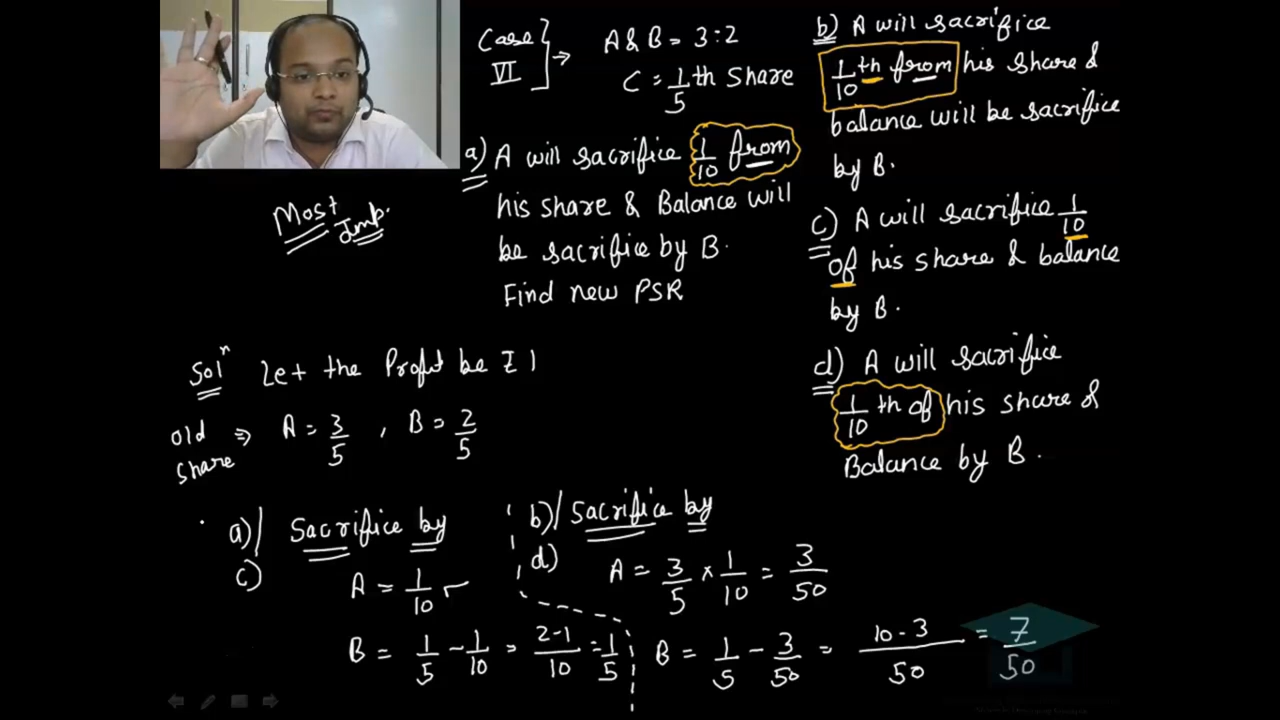 Case VI → A & B = 3:2
C = 1/5 th Share
a) A will sacrifice 1/10 from
his share & Balance will
be sacrifice by B.
Find new PSR
b) A will sacrifice
1/10 th from his share &
balance will be sacrifice
by B.
c) A will sacrifice 1/10
of his share & balance
by B.
d) A will sacrifice
1/10 th of his share &
Balance by B.
Most Imp.
Solⁿ Let the Profit be ₹ 1
old share ⇒ A = 3/5 , B = 2/5
a)/ c) Sacrifice by
A = 1/10
B = 1/5 - 1/10 = 2-1/10 = 1/5
b)/ d) Sacrifice by
A = 3/5 × 1/10 = 3/50
B = 1/5 - 3/50 = 10-3/50 = 7/50